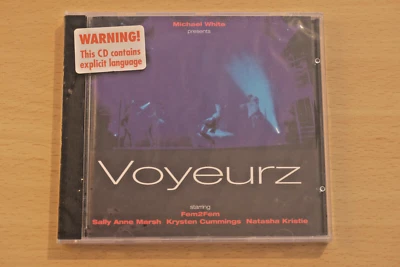 WARNING!
This CD contains
explicit language
Michael White
presents
Voyeurz
starring
Fem2Fem
Sally Anne Marsh Krysten Cummings Natasha Kristie